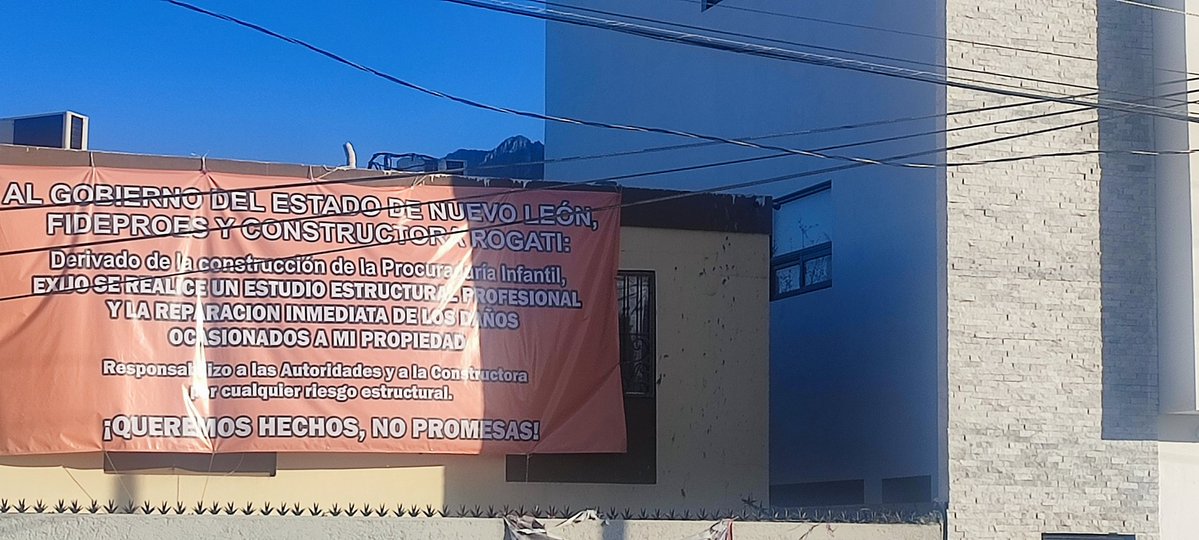 AL GOBIERNO DEL ESTADO DE NUEVO LEÓN,
FIDEPROES Y CONSTRUCTORA ROGATI:
Derivado de la construcción de la Procuraduría Infantil,
EXIJO SE REALICE UN ESTUDIO ESTRUCTURAL PROFESIONAL
Y LA REPARACION INMEDIATA DE LOS DAÑOS
OCASIONADOS A MI PROPIEDAD
Responsabilizo a las Autoridades y a la Constructora
por cualquier riesgo estructural.
¡QUEREMOS HECHOS, NO PROMESAS!